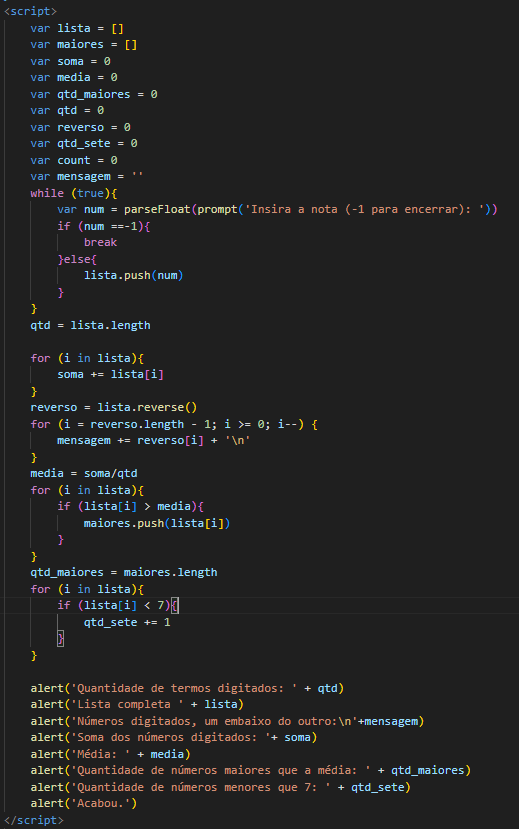 <script>
var lista = []
var maiores = []
var soma = 0
var media = 0
var qtd_maiores = 0
var qtd = 0
var reverso = 0
var qtd_sete = 0
var count = 0
var mensagem = ''
while (true){
var num = parseFloat(prompt('Insira a nota (-1 para encerrar): '))
if (num ==-1){
break
}else{
lista.push(num)
}
}
qtd = lista.length
for (i in lista){
soma += lista[i]
}
reverso = lista.reverse()
for (i = reverso.length - 1; i >= 0; i--) {
mensagem += reverso[i] + '\n'
}
media = soma/qtd
for (i in lista){
if (lista[i] > media){
maiores.push(lista[i])
}
}
qtd_maiores = maiores.length
for (i in lista){
if (lista[i] < 7){
qtd_sete += 1
}
}
alert('Quantidade de termos digitados: ' + qtd)
alert('Lista completa ' + lista)
alert('Números digitados, um embaixo do outro:\n'+mensagem)
alert('Soma dos números digitados: '+ soma)
alert('Média: ' + media)
alert('Quantidade de números maiores que a média: ' + qtd_maiores)
alert('Quantidade de números menores que 7: ' + qtd_sete)
alert('Acabou.')
</script>